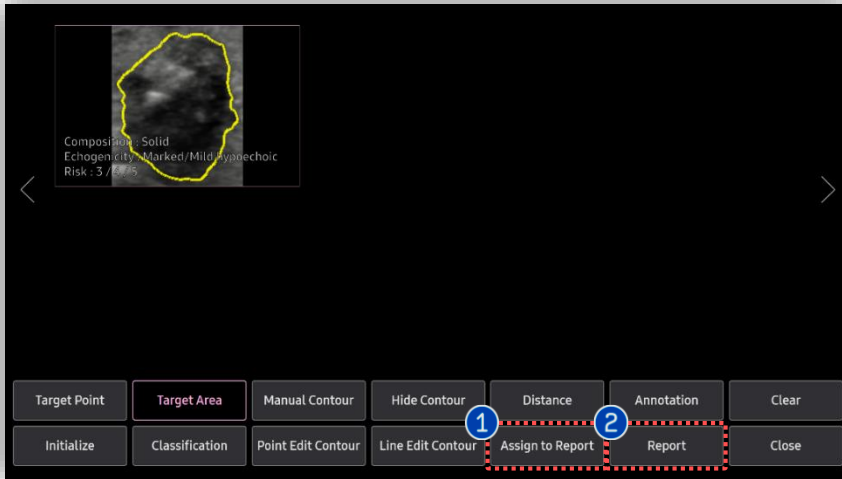 Composition : Solid
Echogenicity : Marked/Mild hypoechoic
Risk : 3 / 4 / 5
Target Point
Target Area
Manual Contour
Hide Contour
Distance
Annotation
Clear
1
2
Initialize
Classification
Point Edit Contour
Line Edit Contour
Assign to Report
Report
Close